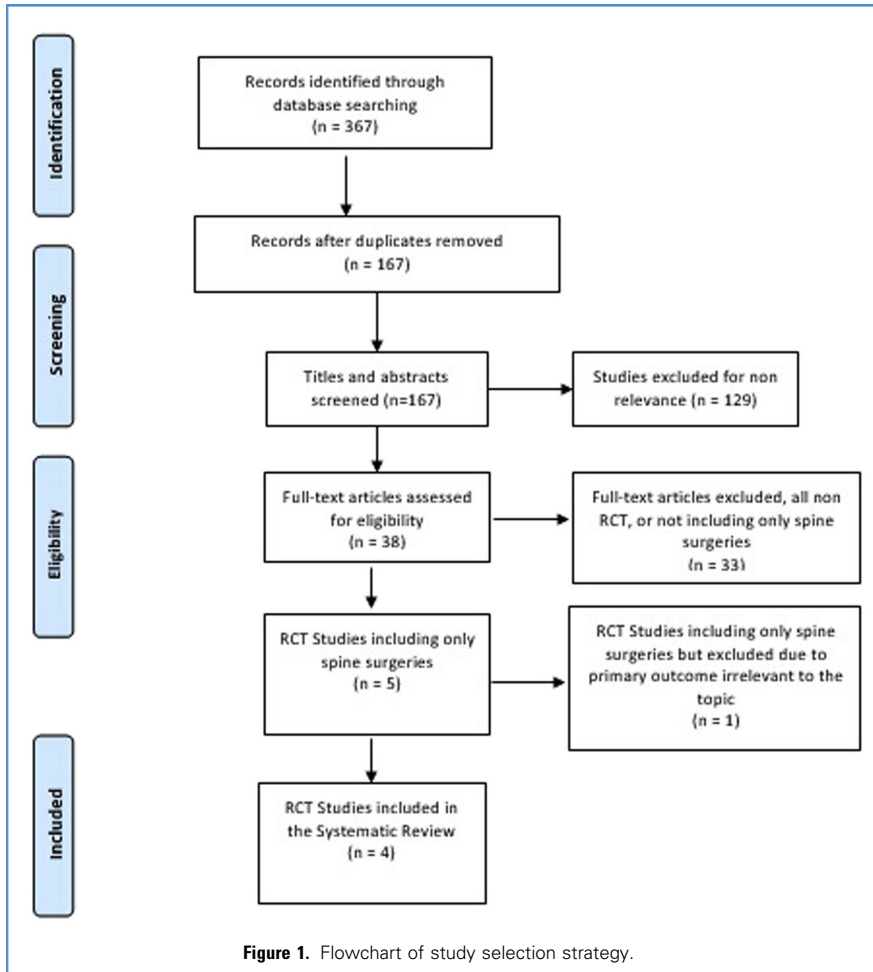 Identification
Records identified through
database searching
(n = 367)
Records after duplicates removed
(n = 167)
Screening
Titles and abstracts
screened (n=167)
Studies excluded for non
relevance (n = 129)
Eligibility
Full-text articles assessed
for eligibility
(n = 38)
Full-text articles excluded, all non
RCT, or not including only spine
surgeries
(n = 33)
RCT Studies including only
spine surgeries
(n = 5)
RCT Studies including only spine
surgeries but excluded due to
primary outcome irrelevant to the
topic
(n = 1)
Included
RCT Studies included in
the Systematic Review
(n = 4)
Figure 1. Flowchart of study selection strategy.